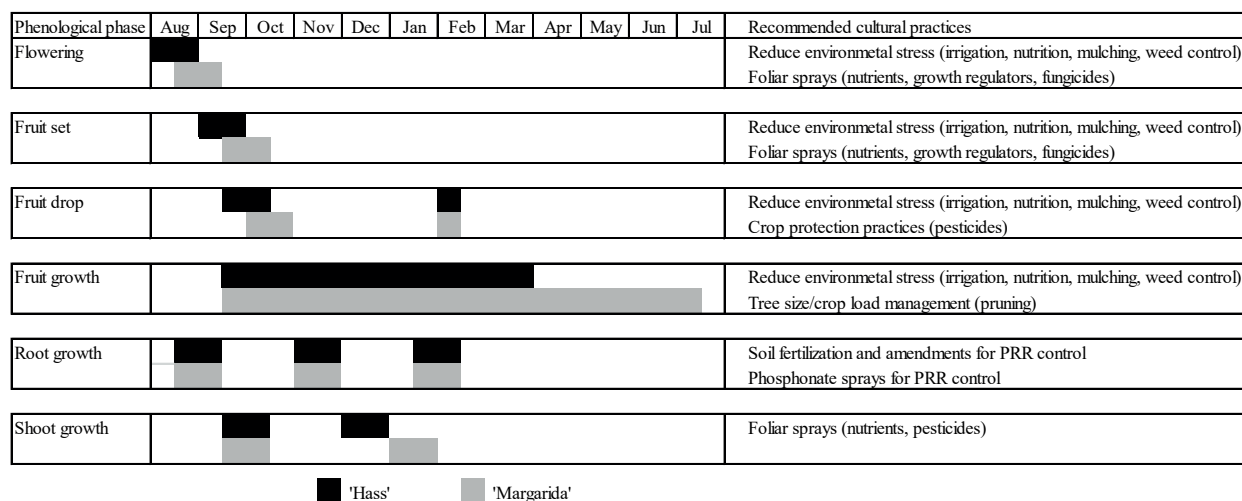 Phenological phase Aug Sep Oct Nov Dec Jan Feb Mar Apr May Jun Jul Recommended cultural practices
Flowering Reduce environmetal stress (irrigation, nutrition, mulching, weed control)
Foliar sprays (nutrients, growth regulators, fungicides)
Fruit set Reduce environmetal stress (irrigation, nutrition, mulching, weed control)
Foliar sprays (nutrients, growth regulators, fungicides)
Fruit drop Reduce environmetal stress (irrigation, nutrition, mulching, weed control)
Crop protection practices (pesticides)
Fruit growth Reduce environmetal stress (irrigation, nutrition, mulching, weed control)
Tree size/crop load management (pruning)
Root growth Soil fertilization and amendments for PRR control
Phosphonate sprays for PRR control
Shoot growth Foliar sprays (nutrients, pesticides)
'Hass' 'Margarida'